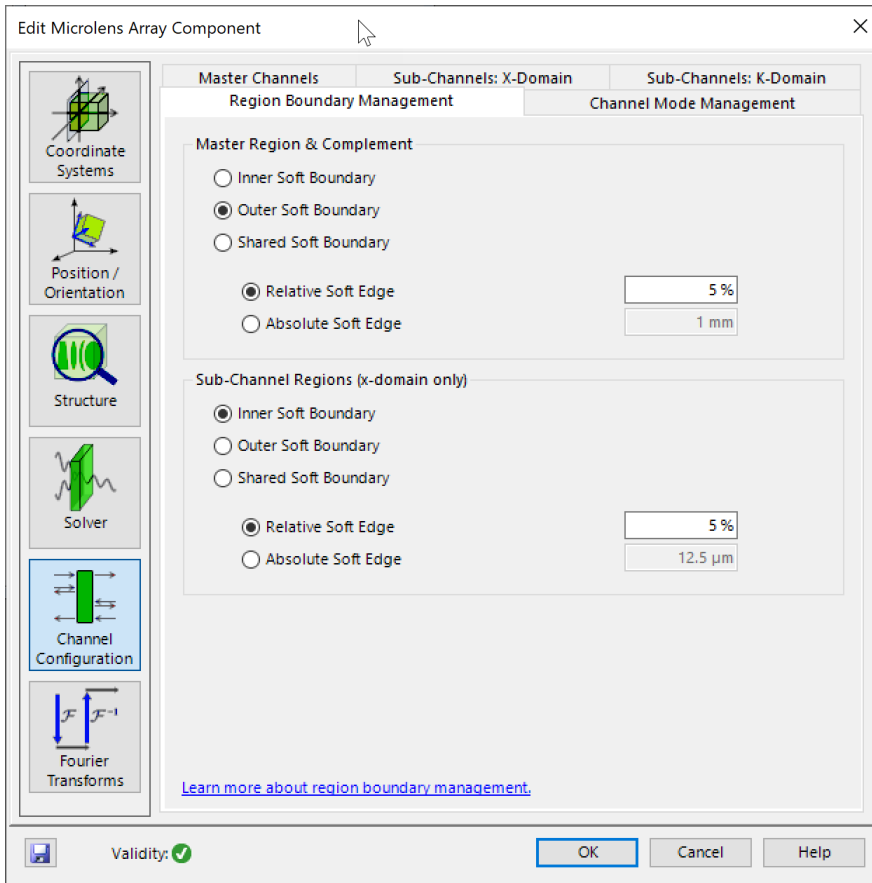 Edit Microlens Array Component
Coordinate
Systems
Position /
Orientation
Structure
Solver
Channel
Configuration
ℱ ℱ⁻¹
Fourier
Transforms
Master Channels
Sub-Channels: X-Domain
Sub-Channels: K-Domain
Region Boundary Management
Channel Mode Management
Master Region & Complement
Inner Soft Boundary
Outer Soft Boundary
Shared Soft Boundary
Relative Soft Edge 5 %
Absolute Soft Edge 1 mm
Sub-Channel Regions (x-domain only)
Inner Soft Boundary
Outer Soft Boundary
Shared Soft Boundary
Relative Soft Edge 5 %
Absolute Soft Edge 12.5 µm
Learn more about region boundary management.
Validity:
OK
Cancel
Help